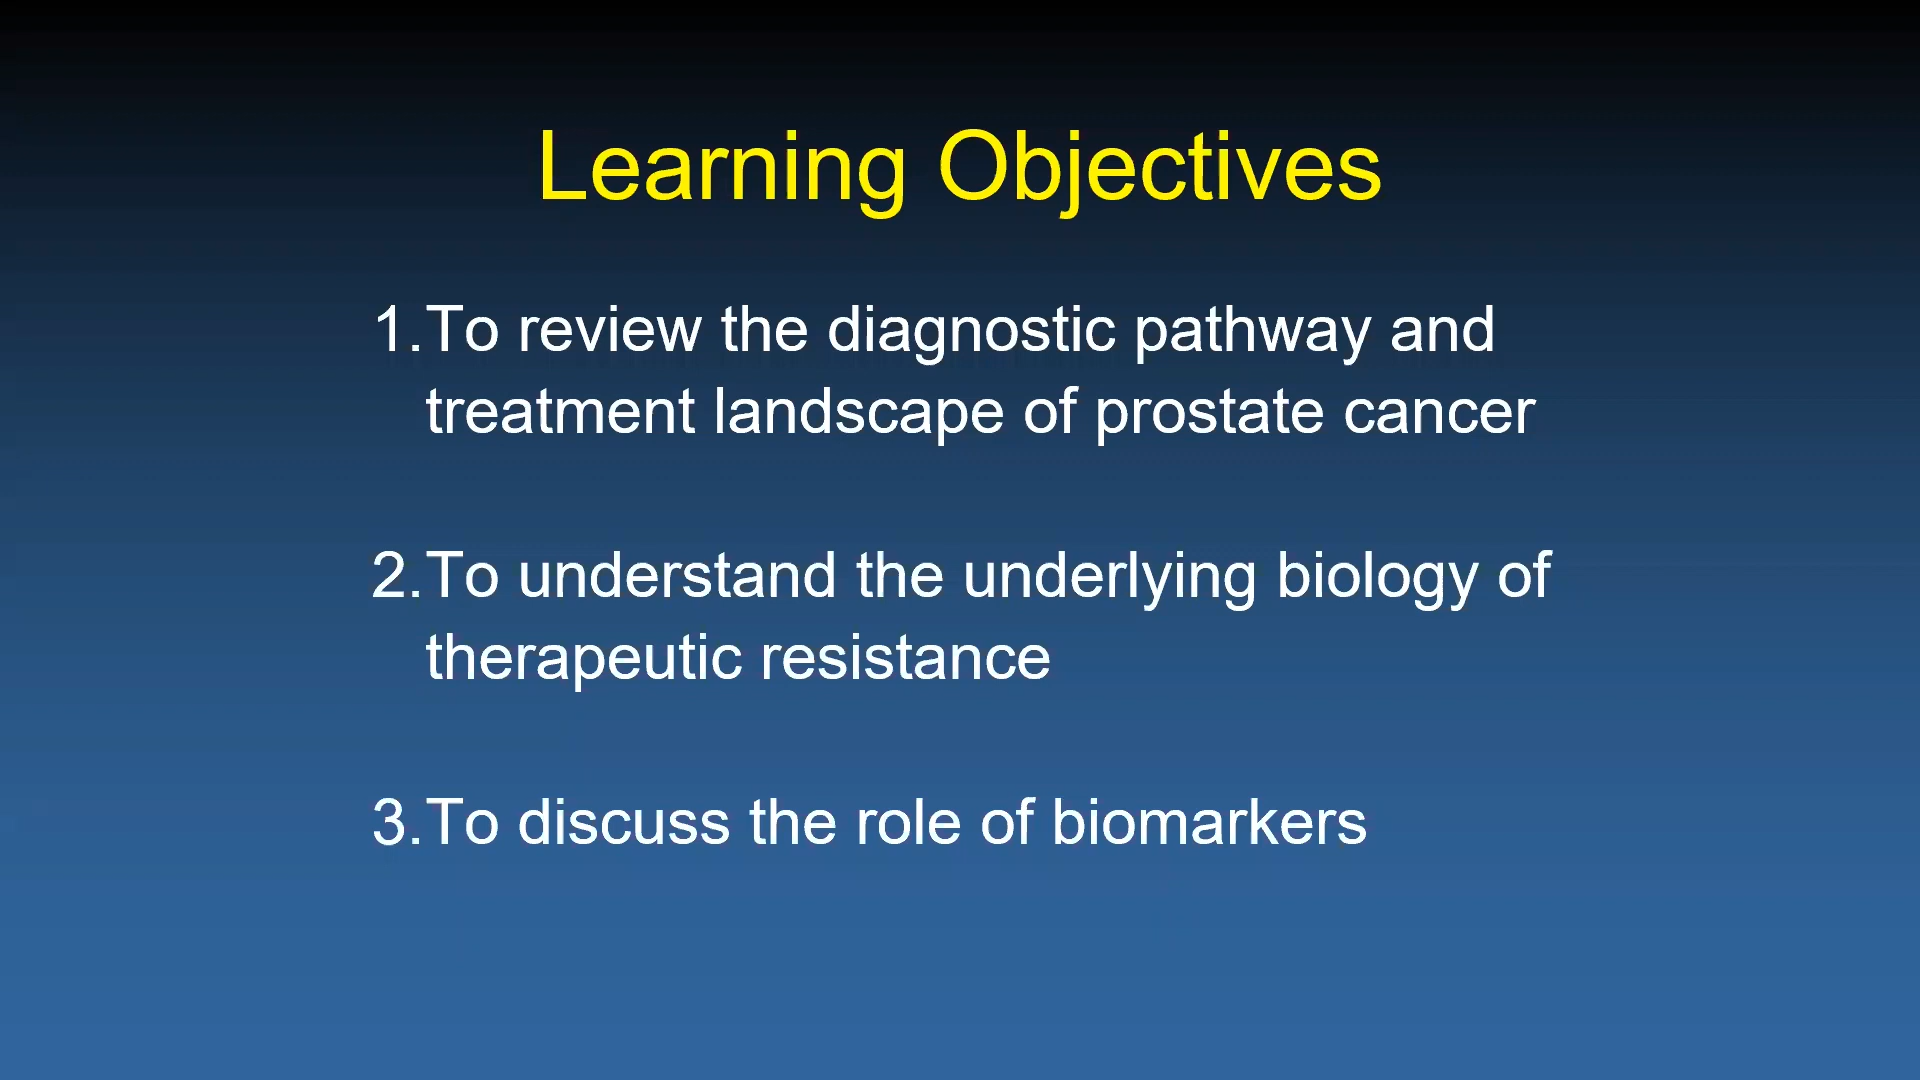 Learning Objectives
1.To review the diagnostic pathway and
treatment landscape of prostate cancer
2.To understand the underlying biology of
therapeutic resistance
3.To discuss the role of biomarkers